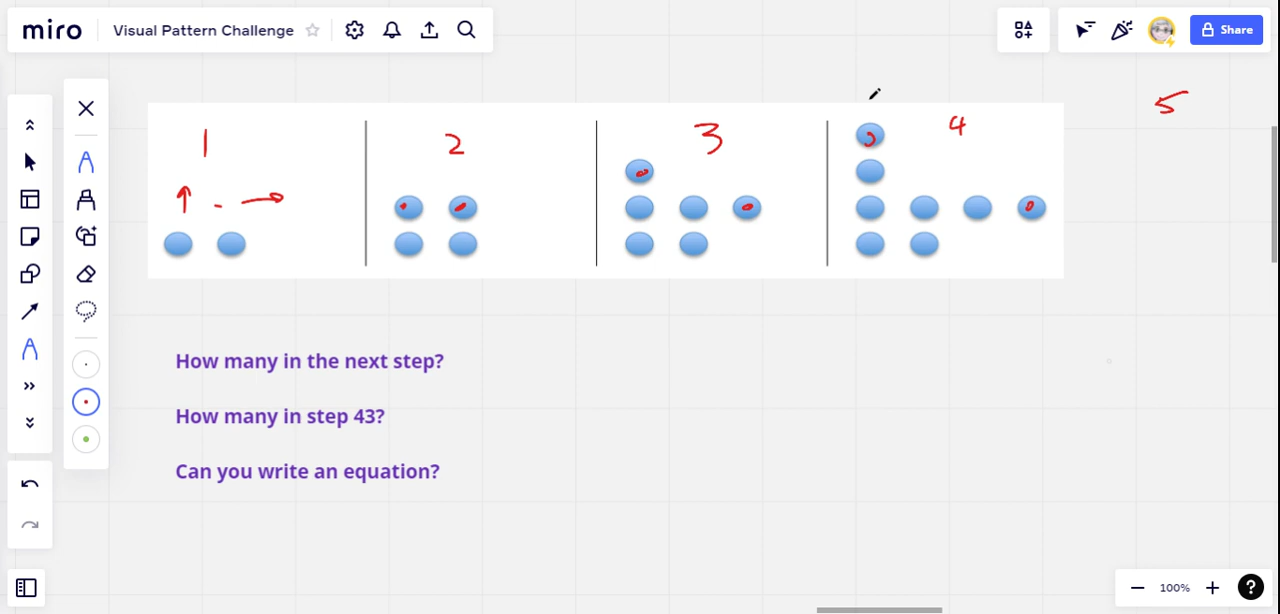 miro Visual Pattern Challenge Share
1 2 3 4 5
How many in the next step?
How many in step 43?
Can you write an equation?
100% ?